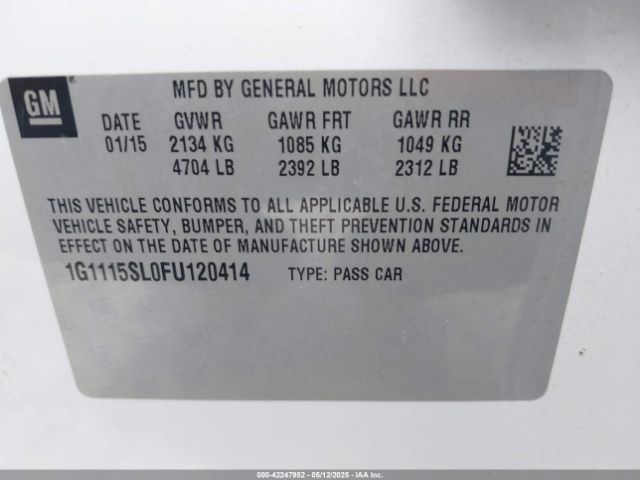 GM
MFD BY GENERAL MOTORS LLC
DATE GVWR GAWR FRT GAWR RR
01/15 2134 KG 1085 KG 1049 KG
4704 LB 2392 LB 2312 LB
THIS VEHICLE CONFORMS TO ALL APPLICABLE U.S. FEDERAL MOTOR
VEHICLE SAFETY, BUMPER, AND THEFT PREVENTION STANDARDS IN
EFFECT ON THE DATE OF MANUFACTURE SHOWN ABOVE.
1G1115SL0FU120414 TYPE: PASS CAR
000-42247952 - 05/12/2025 - IAA Inc.